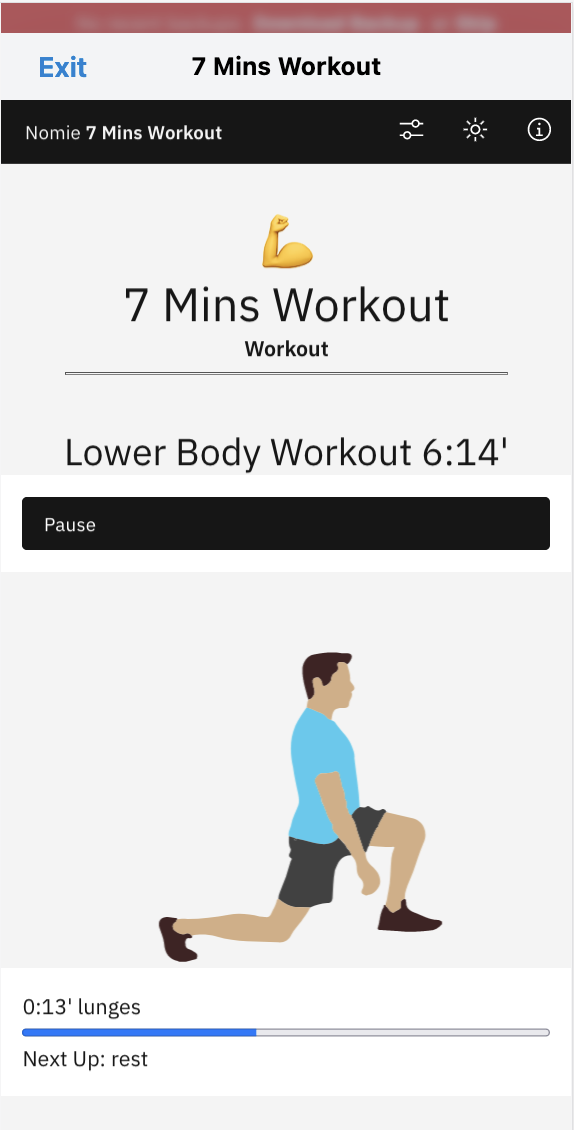 Exit
7 Mins Workout
Nomie 7 Mins Workout
7 Mins Workout
Workout
Lower Body Workout 6:14'
Pause
0:13' lunges
Next Up: rest